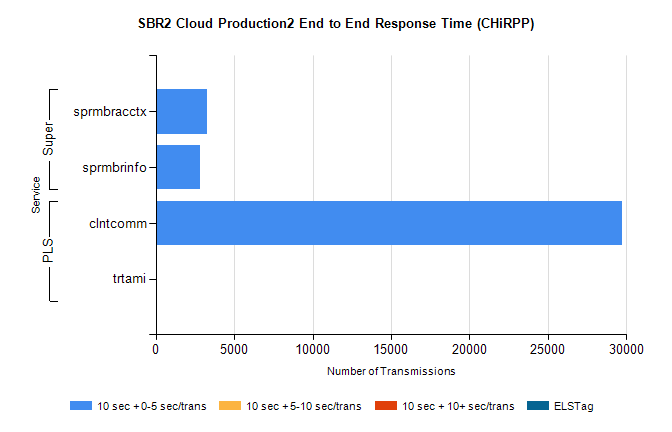 SBR2 Cloud Production2 End to End Response Time (CHiRPP)
Super
sprmbracctx
sprmbrinfo
Service
PLS
clntcomm
trtami
0 5000 10000 15000 20000 25000 30000
Number of Transmissions
10 sec +0-5 sec/trans 10 sec +5-10 sec/trans 10 sec + 10+ sec/trans ELSTag